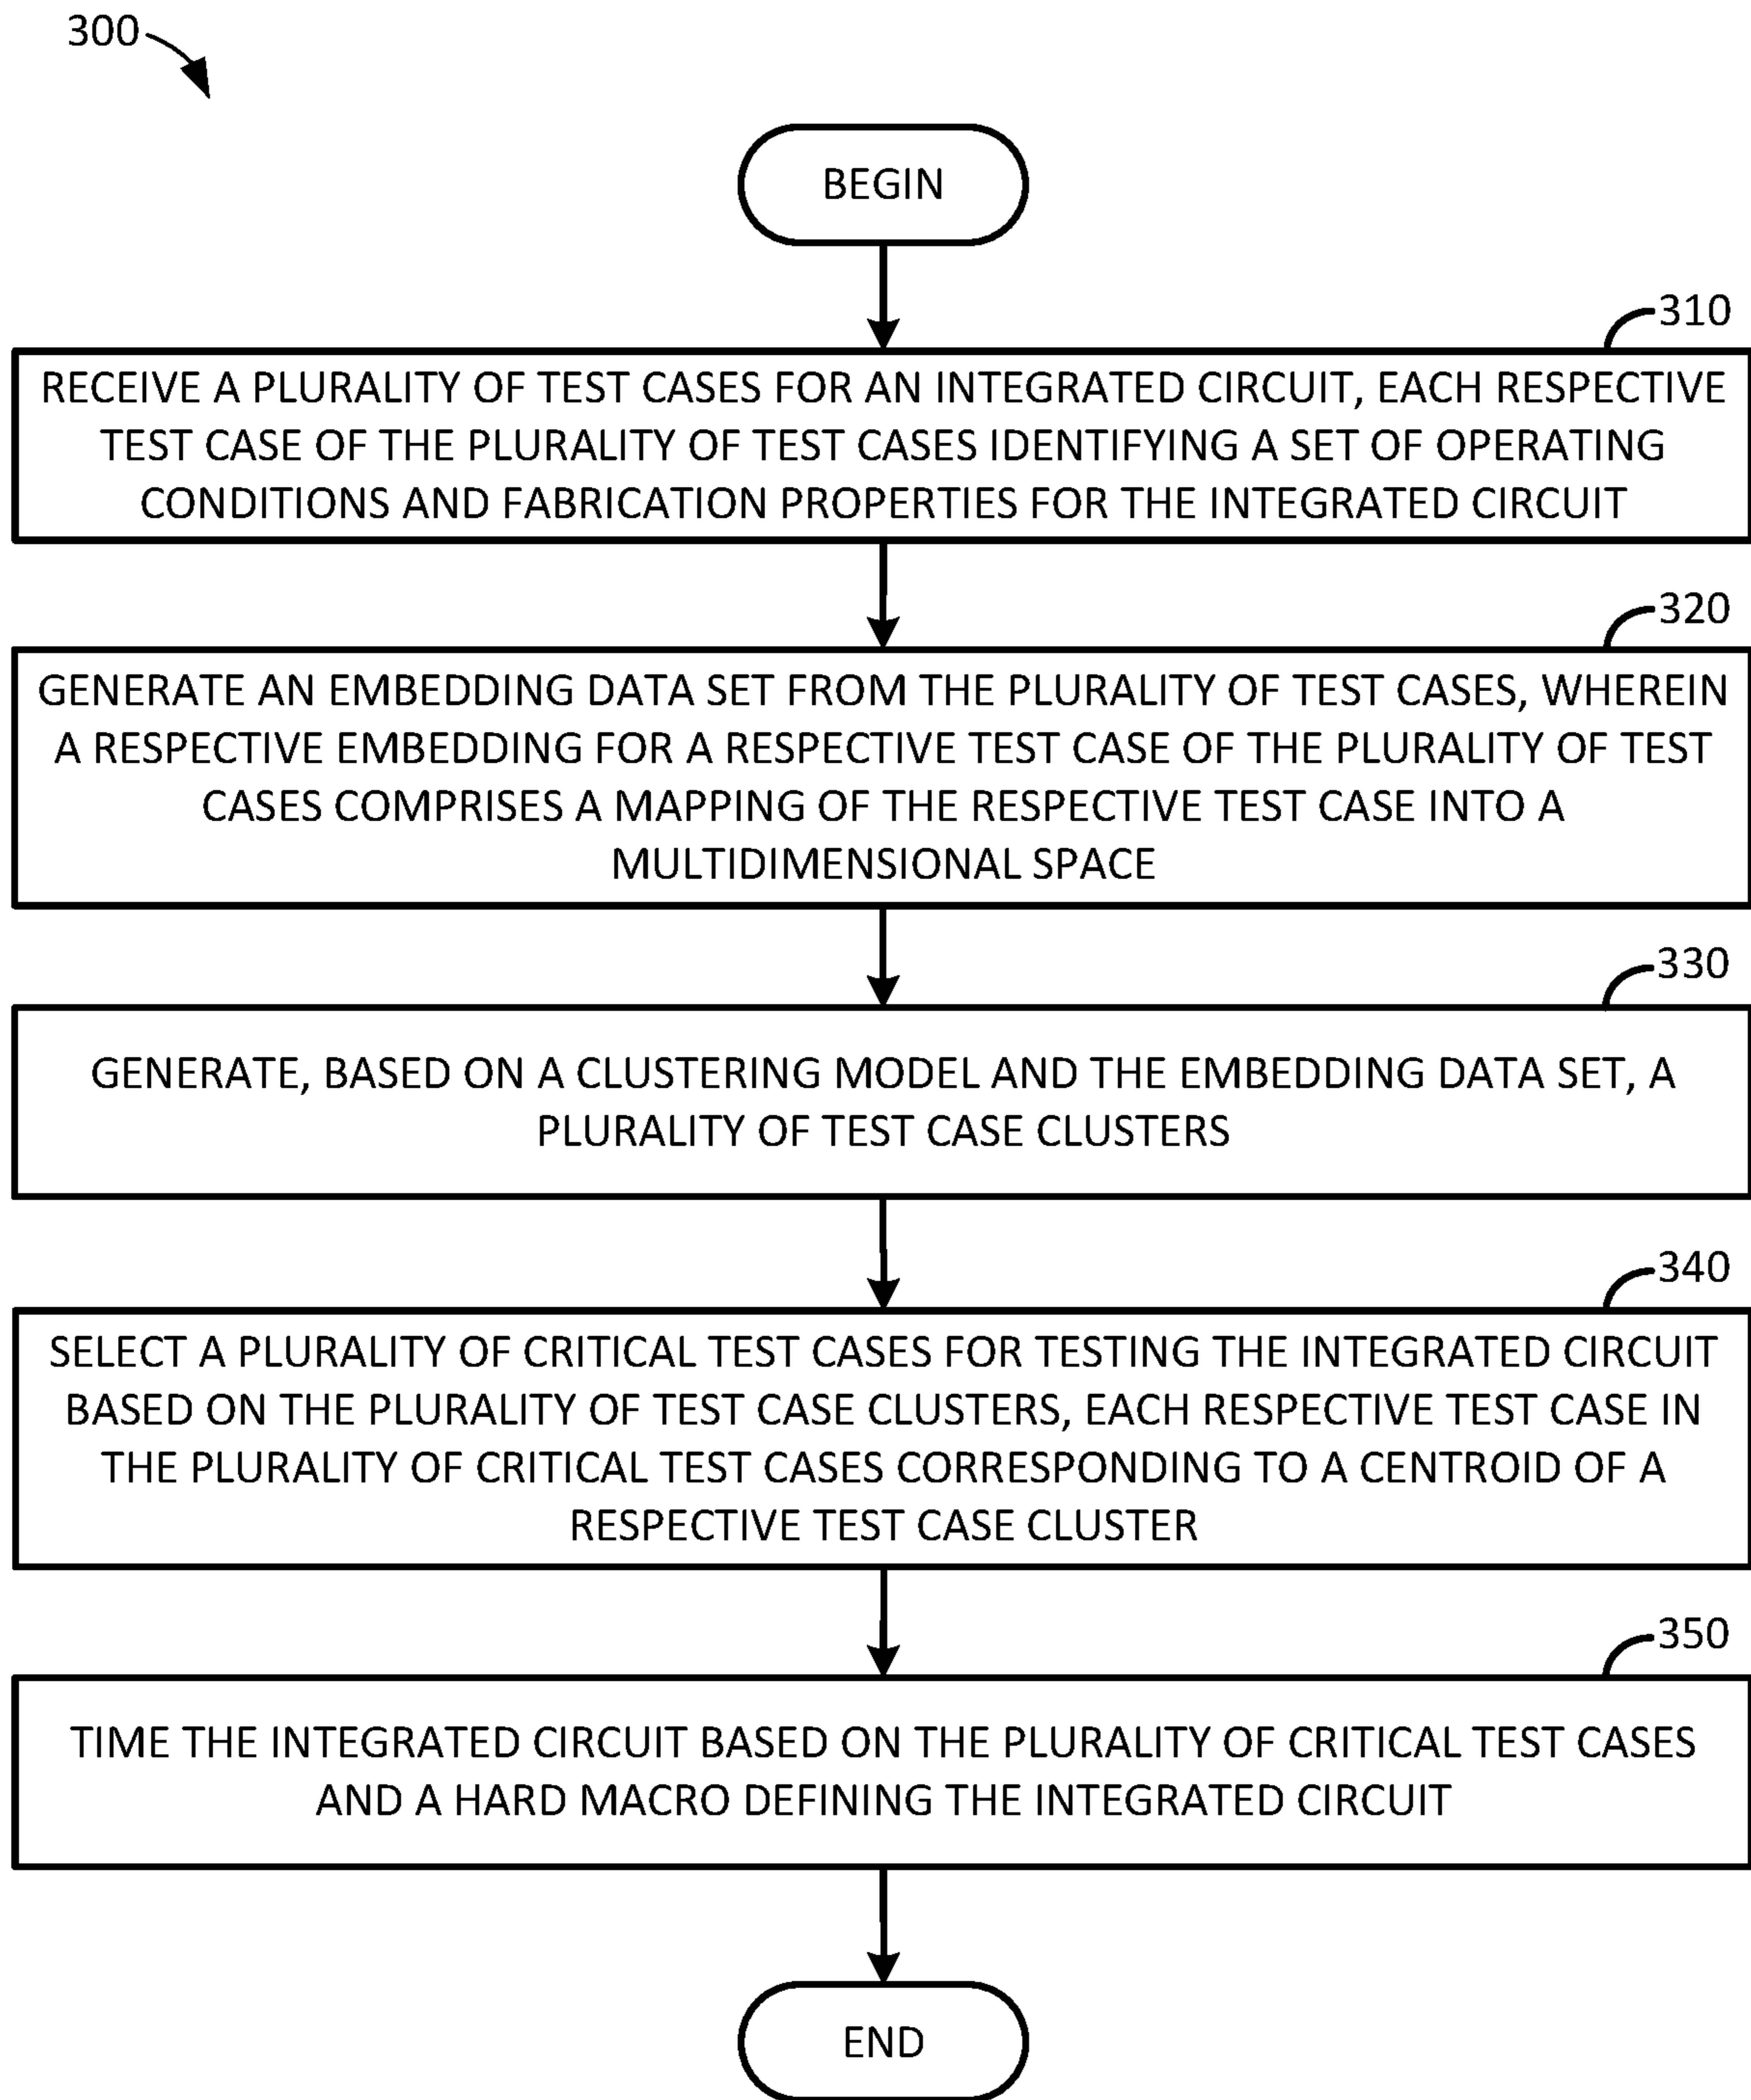 300
BEGIN
310
RECEIVE A PLURALITY OF TEST CASES FOR AN INTEGRATED CIRCUIT, EACH RESPECTIVE
TEST CASE OF THE PLURALITY OF TEST CASES IDENTIFYING A SET OF OPERATING
CONDITIONS AND FABRICATION PROPERTIES FOR THE INTEGRATED CIRCUIT
320
GENERATE AN EMBEDDING DATA SET FROM THE PLURALITY OF TEST CASES, WHEREIN
A RESPECTIVE EMBEDDING FOR A RESPECTIVE TEST CASE OF THE PLURALITY OF TEST
CASES COMPRISES A MAPPING OF THE RESPECTIVE TEST CASE INTO A
MULTIDIMENSIONAL SPACE
330
GENERATE, BASED ON A CLUSTERING MODEL AND THE EMBEDDING DATA SET, A
PLURALITY OF TEST CASE CLUSTERS
340
SELECT A PLURALITY OF CRITICAL TEST CASES FOR TESTING THE INTEGRATED CIRCUIT
BASED ON THE PLURALITY OF TEST CASE CLUSTERS, EACH RESPECTIVE TEST CASE IN
THE PLURALITY OF CRITICAL TEST CASES CORRESPONDING TO A CENTROID OF A
RESPECTIVE TEST CASE CLUSTER
350
TIME THE INTEGRATED CIRCUIT BASED ON THE PLURALITY OF CRITICAL TEST CASES
AND A HARD MACRO DEFINING THE INTEGRATED CIRCUIT
END